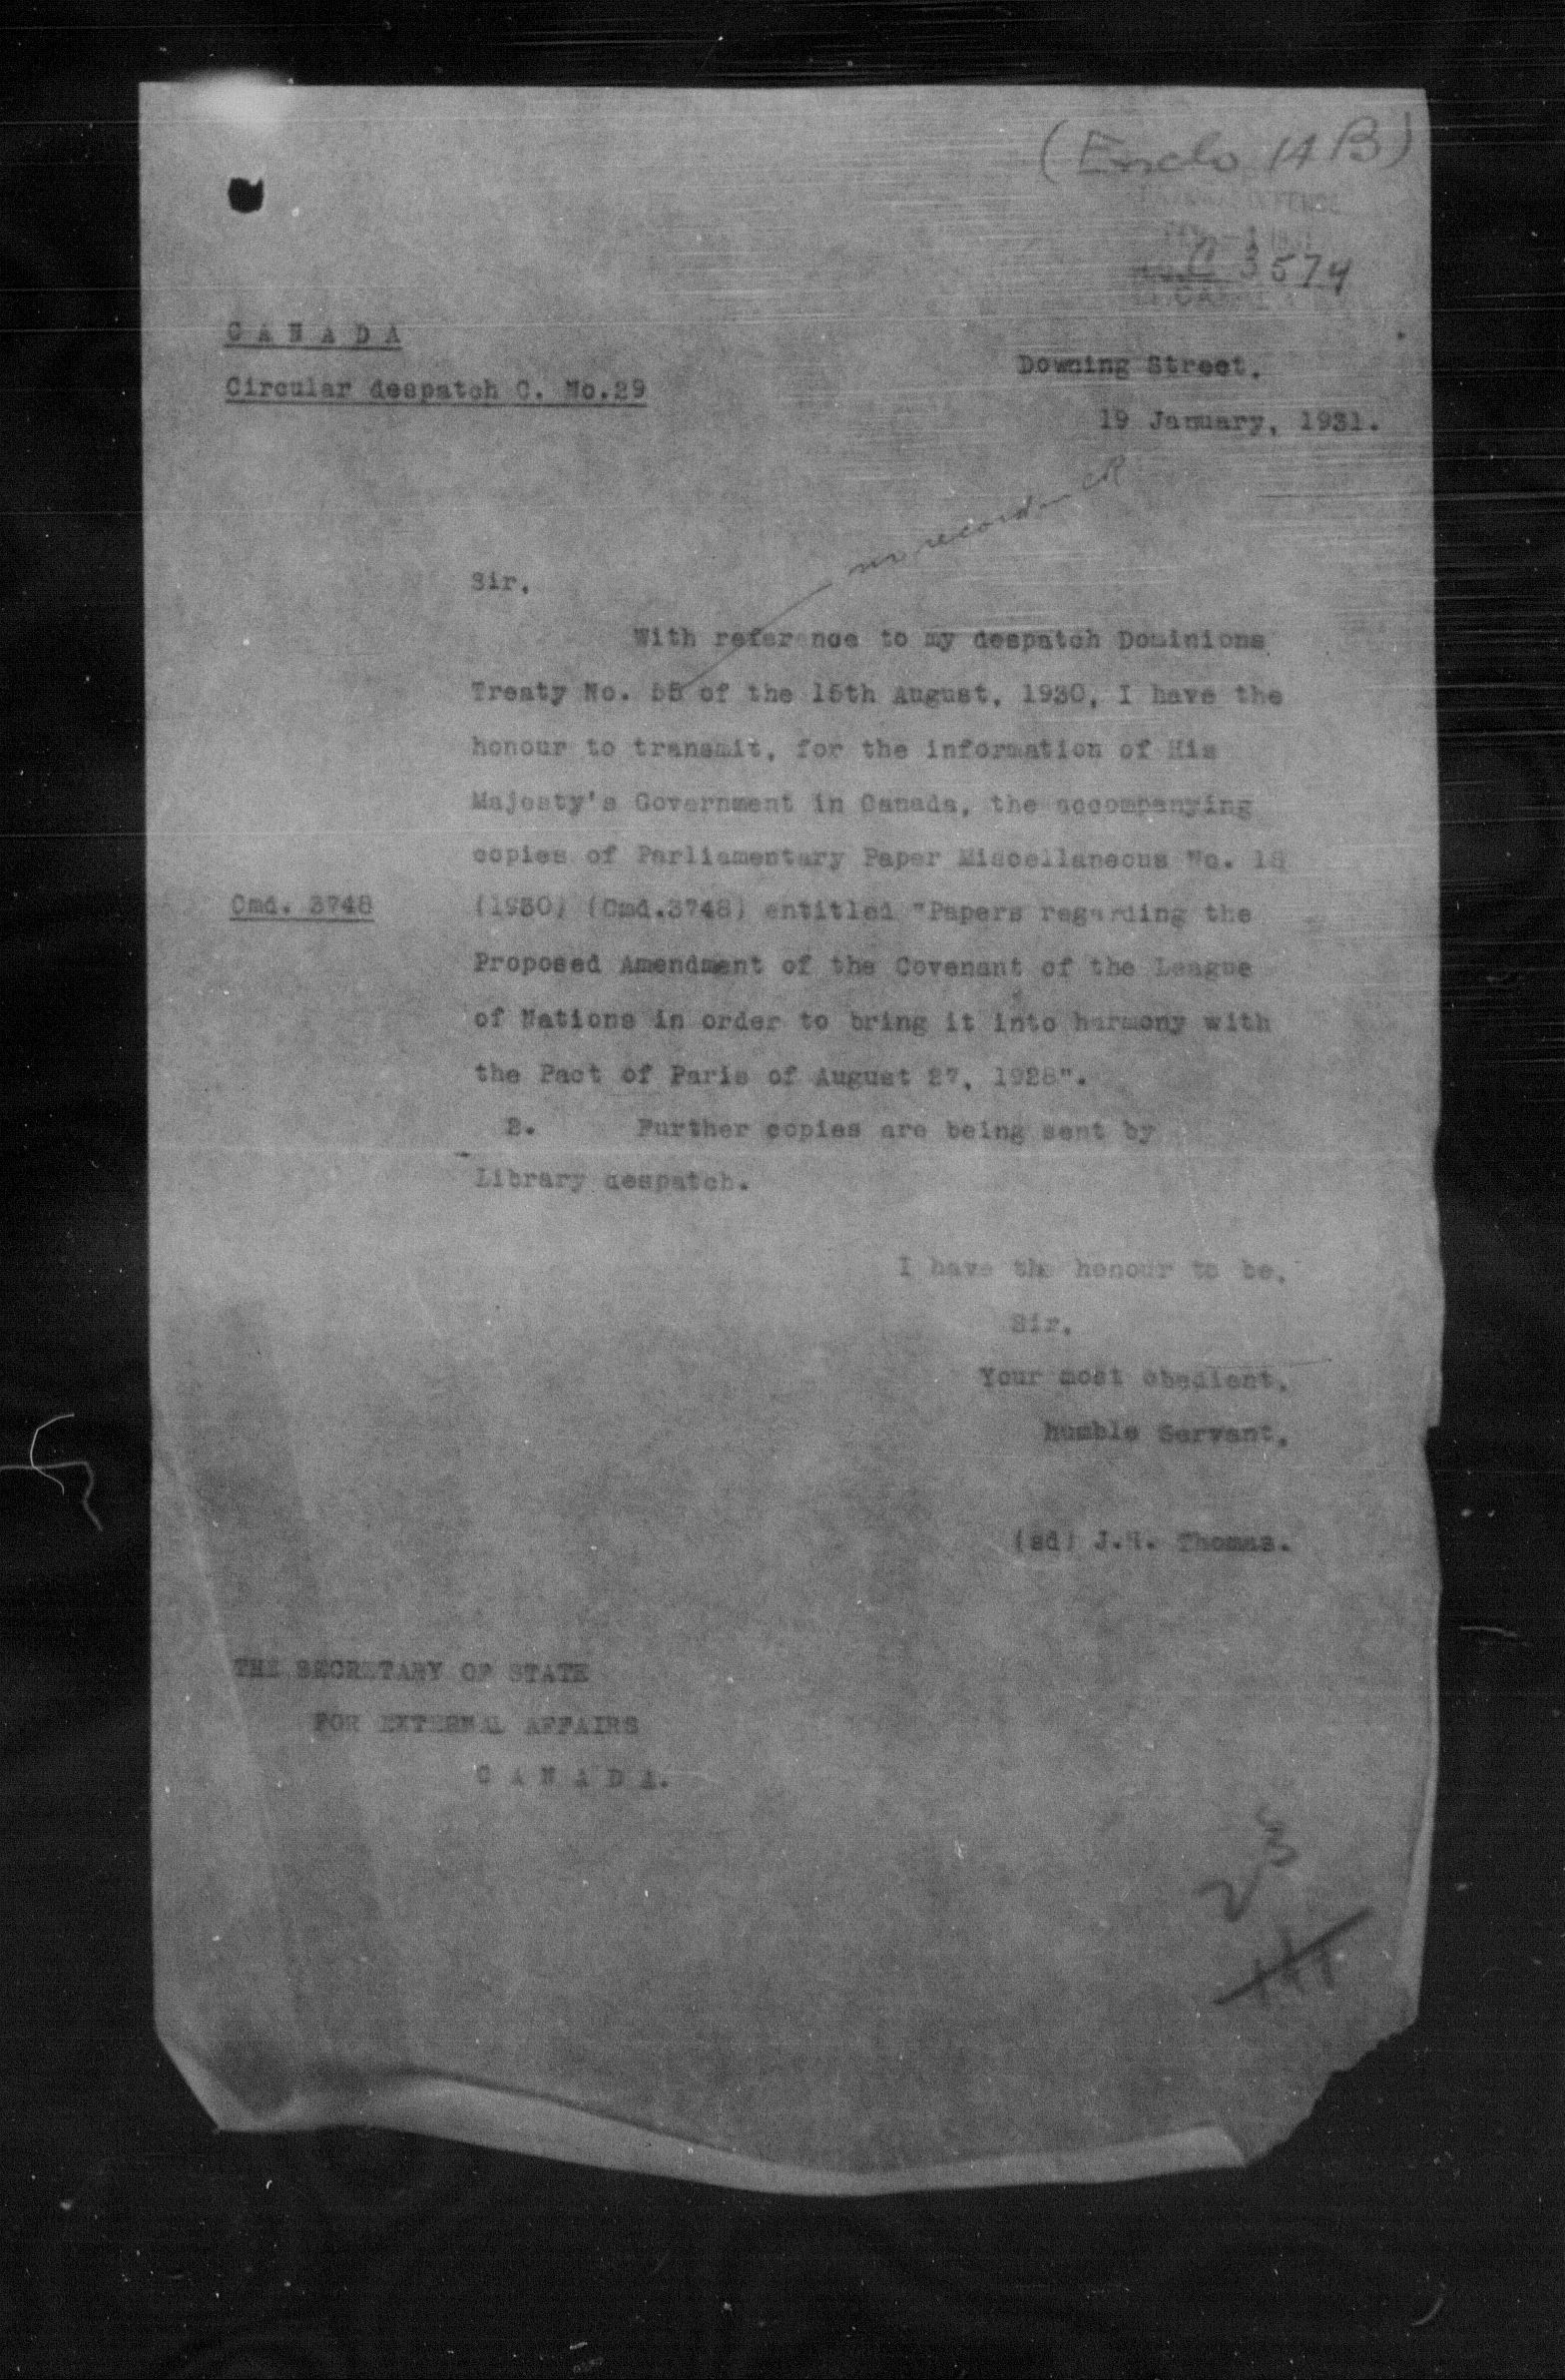 (Enclo 14 B)
DEFENSE
C 3574
C A N A D A
Circular despatch C. No.29
Downing Street.
19 January, 1931.
no record CR
Sir,
With reference to my despatch Dominions
Treaty No. 55 of the 15th August, 1930, I have the
honour to transmit, for the information of His
Majesty's Government in Canada, the accompanying
copies of Parliamentary Paper Miscellaneous No. 18
Cmd. 3748
(1930) (Cmd.3748) entitled "Papers regarding the
Proposed Amendment of the Covenant of the League
of Nations in order to bring it into harmony with
the Pact of Paris of August 27, 1928".
2. Further copies are being sent by
Library despatch.
I have the honour to be,
Sir,
Your most obedient,
humble Servant,
(sd) J.H. Thomas.
THE SECRETARY OF STATE
FOR EXTERNAL AFFAIRS
C A N A D A.